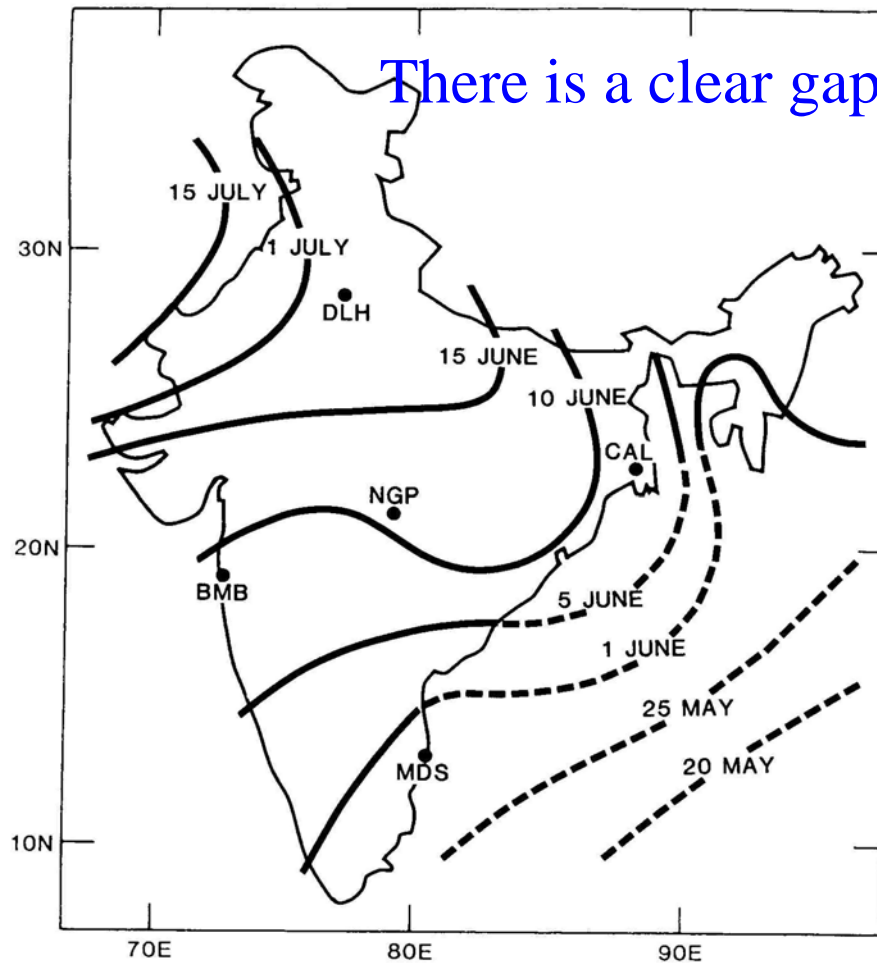 There is a clear gap
15 JULY
30N
1 JULY
DLH
15 JUNE
10 JUNE
CAL
NGP
20N
BMB
5 JUNE
1 JUNE
25 MAY
MDS
20 MAY
10N
70E 80E 90E